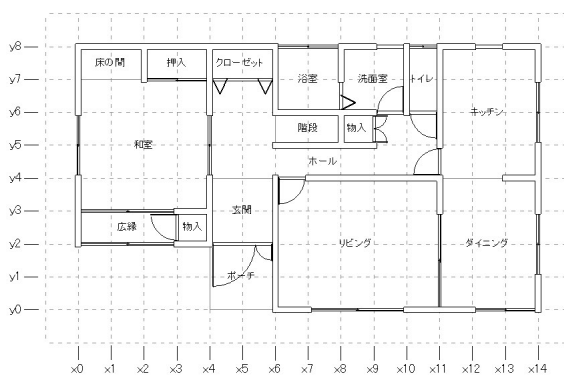 y8
床の間 押入 クローゼット
y7 浴室 洗面室 トイレ
y6 キッチン
階段 物入
y5 和室
ホール
y4
y3 玄関
広縁 物入
y2 リビング ダイニング
y1 ポーチ
y0
x0 x1 x2 x3 x4 x5 x6 x7 x8 x9 x10 x11 x12 x13 x14